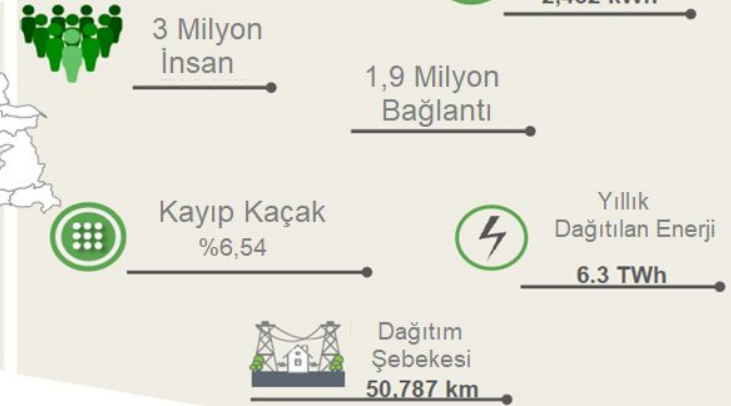 3 Milyon
İnsan
1,9 Milyon
Bağlantı
Kayıp Kaçak
%6,54
Yıllık
Dağıtılan Enerji
6.3 TWh
Dağıtım
Şebekesi
50,787 km